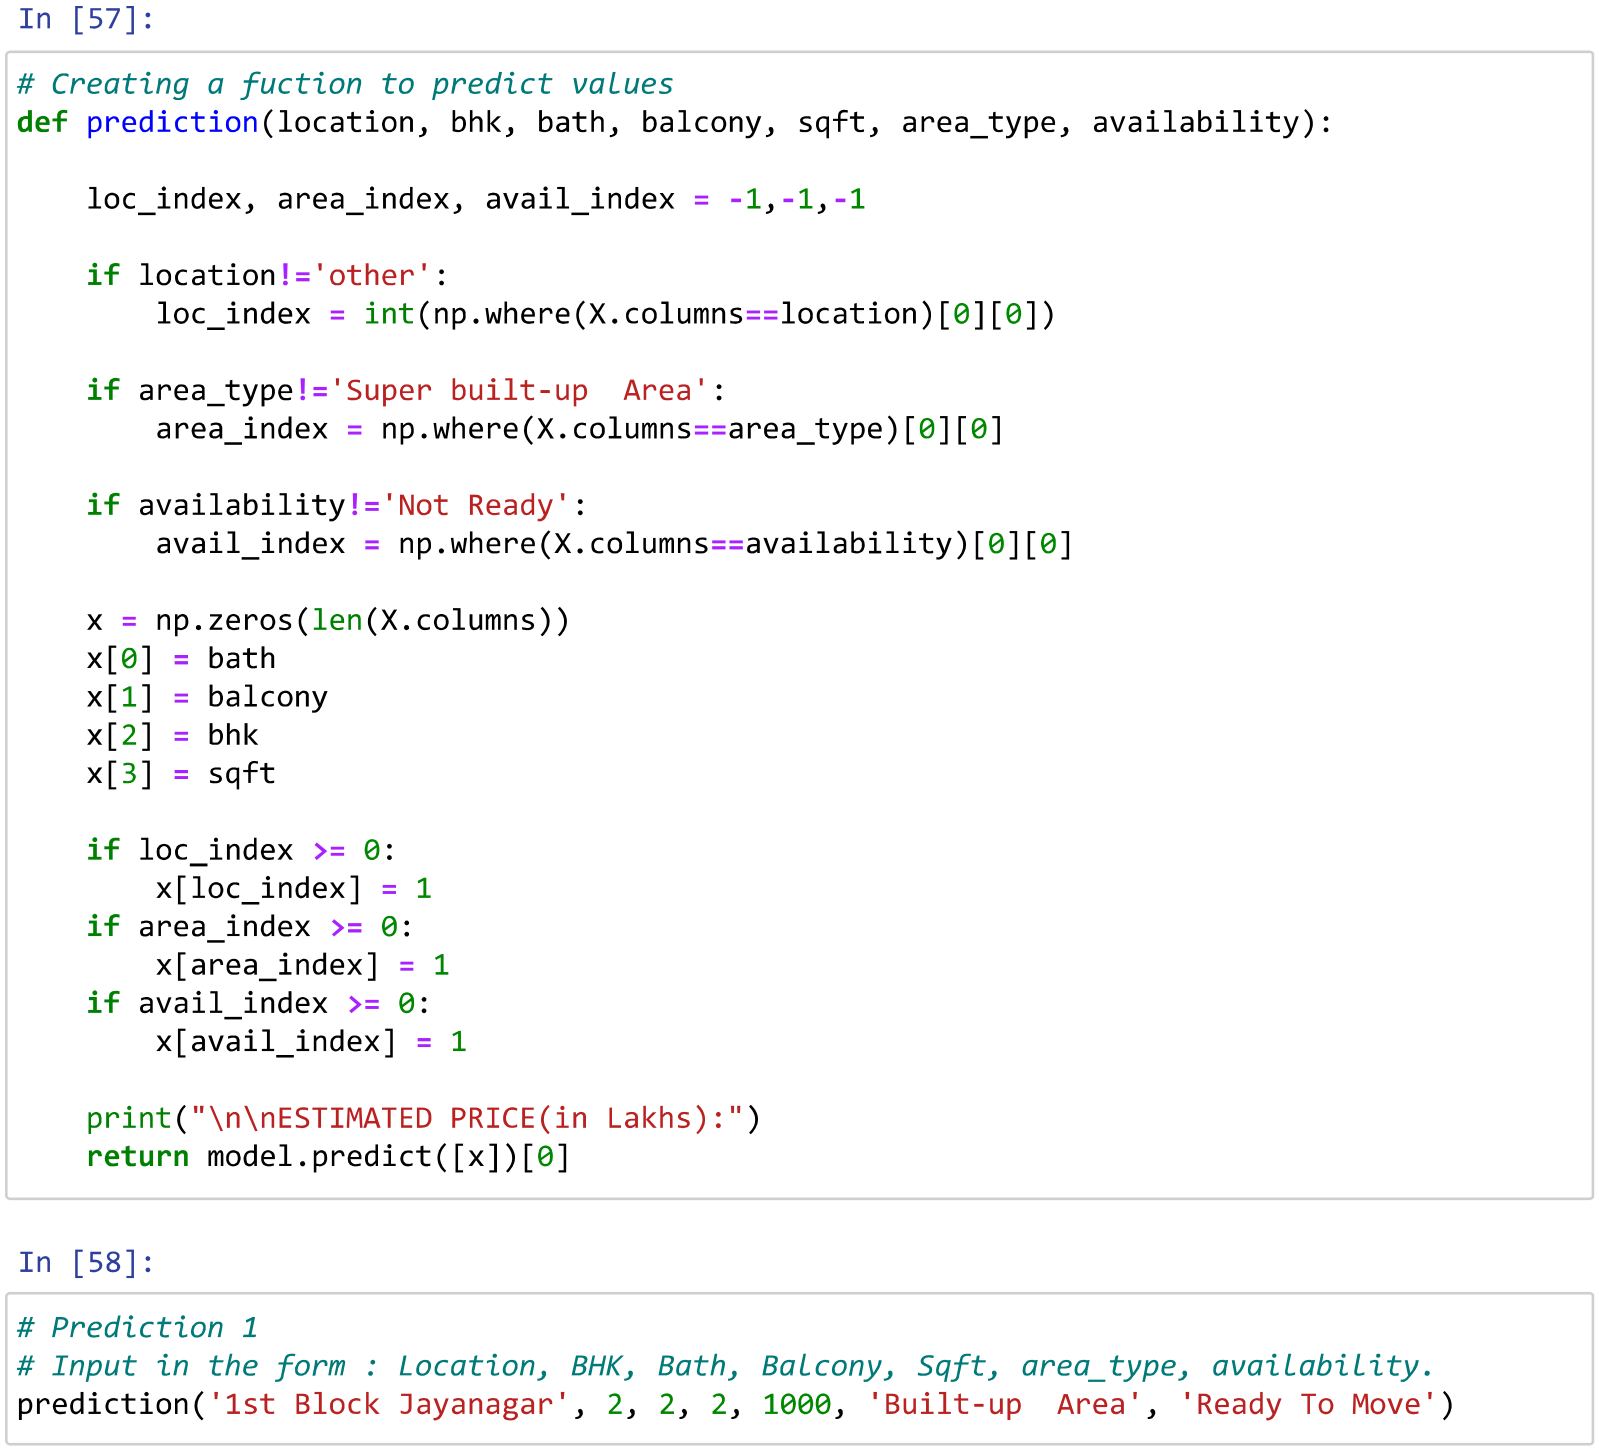 In [57]:
# Creating a fuction to predict values
def prediction(location, bhk, bath, balcony, sqft, area_type, availability):
    loc_index, area_index, avail_index = -1,-1,-1
    if location!='other':
        loc_index = int(np.where(X.columns==location)[0][0])
    if area_type!='Super built-up  Area':
        area_index = np.where(X.columns==area_type)[0][0]
    if availability!='Not Ready':
        avail_index = np.where(X.columns==availability)[0][0]
    x = np.zeros(len(X.columns))
    x[0] = bath
    x[1] = balcony
    x[2] = bhk
    x[3] = sqft
    if loc_index >= 0:
        x[loc_index] = 1
    if area_index >= 0:
        x[area_index] = 1
    if avail_index >= 0:
        x[avail_index] = 1
    print("\n\nESTIMATED PRICE(in Lakhs):")
    return model.predict([x])[0]
In [58]:
# Prediction 1
# Input in the form : Location, BHK, Bath, Balcony, Sqft, area_type, availability.
prediction('1st Block Jayanagar', 2, 2, 2, 1000, 'Built-up  Area', 'Ready To Move')